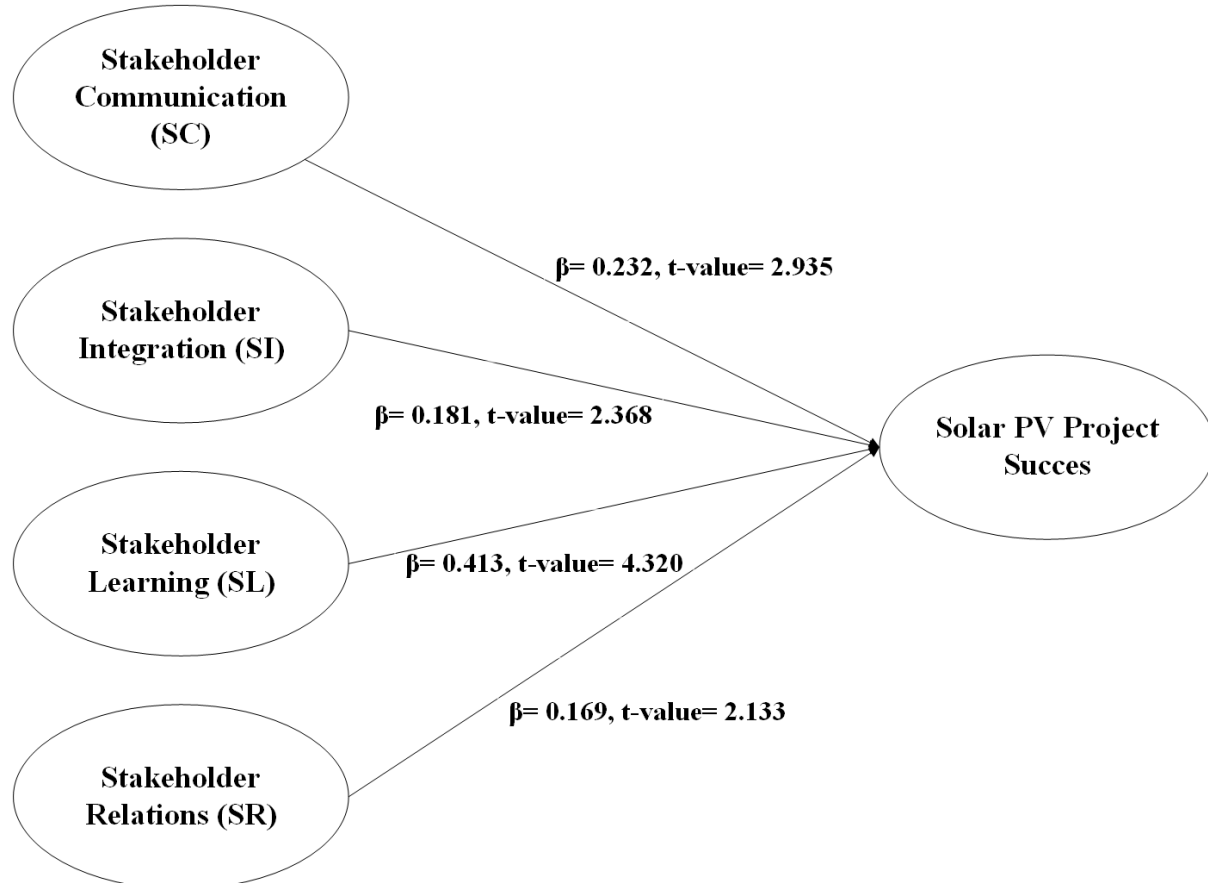 Stakeholder
Communication
(SC)
β= 0.232, t-value= 2.935
Stakeholder
Integration (SI)
β= 0.181, t-value= 2.368
Solar PV Project
Succes
Stakeholder
Learning (SL)
β= 0.413, t-value= 4.320
β= 0.169, t-value= 2.133
Stakeholder
Relations (SR)